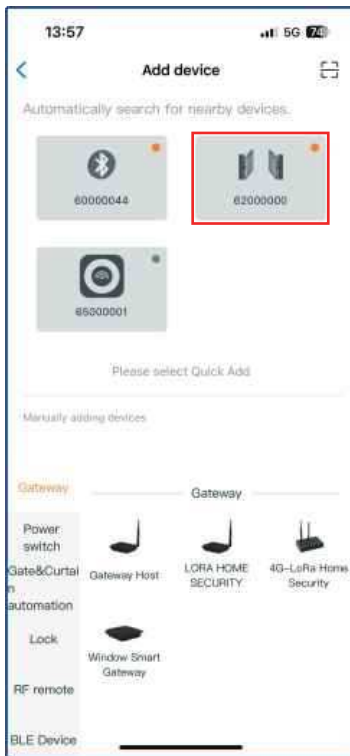 13:57
5G 74
Add device
Automatically search for nearby devices.
60000044
62000000
65000001
Please select Quick Add
Manually adding devices
Gateway
Gateway
Power
switch
Gate&Curtai
n
automation
Lock
RF remote
BLE Device
Gateway Host
LORA HOME
SECURITY
4G-LoRa Home
Security
Window Smart
Gateway